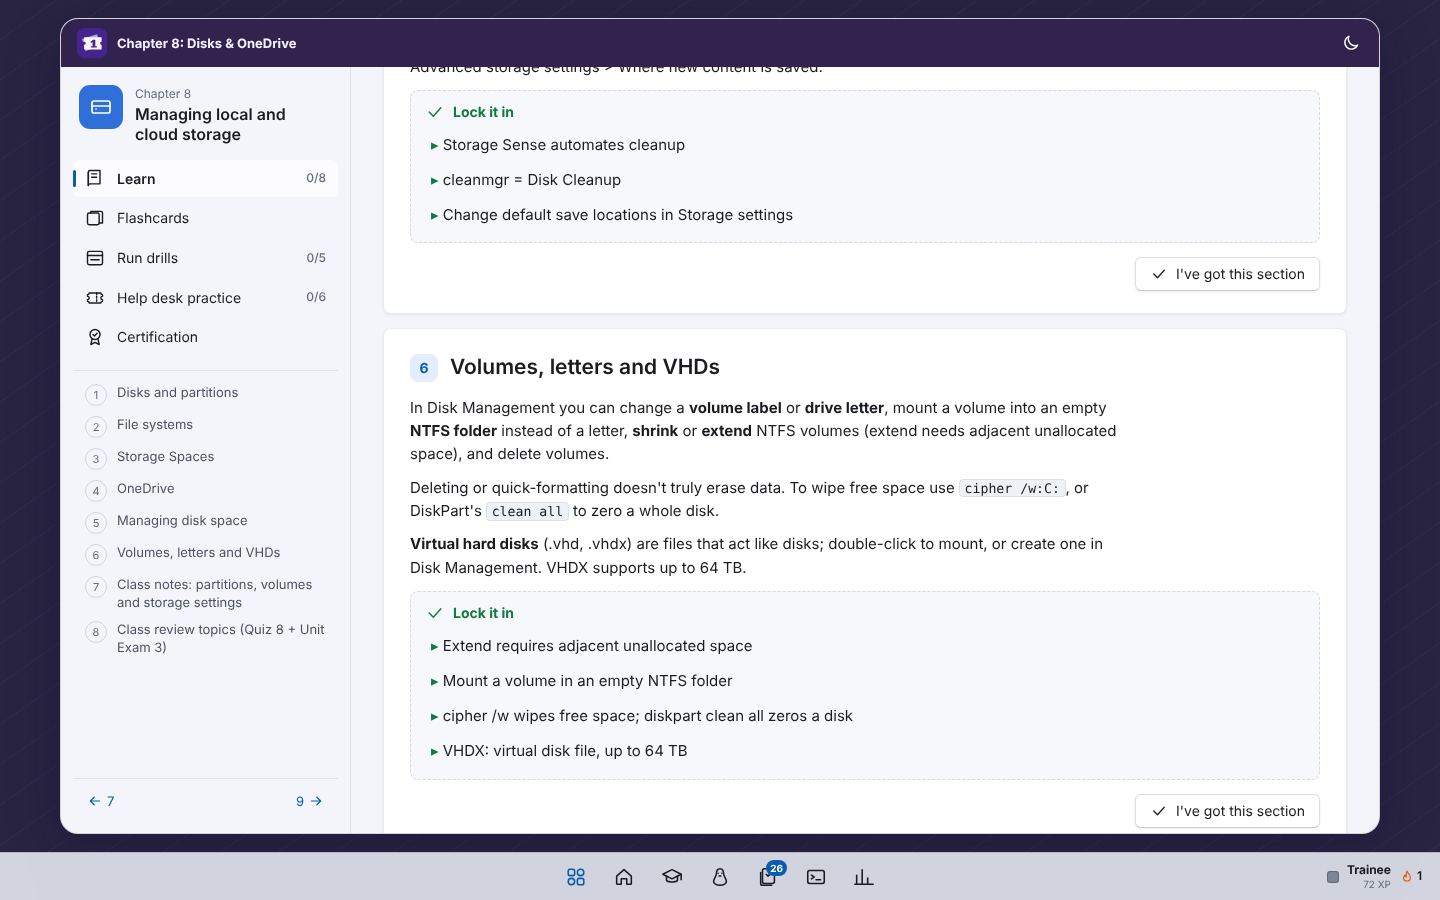 Chapter 8: Disks & OneDrive
Chapter 8
Managing local and
cloud storage
Learn 0/8
Flashcards
Run drills 0/5
Help desk practice 0/6
Certification
1 Disks and partitions
2 File systems
3 Storage Spaces
4 OneDrive
5 Managing disk space
6 Volumes, letters and VHDs
7 Class notes: partitions, volumes
and storage settings
8 Class review topics (Quiz 8 + Unit
Exam 3)
← 7
9 →
Advanced storage settings > Where new content is saved.
Lock it in
▸ Storage Sense automates cleanup
▸ cleanmgr = Disk Cleanup
▸ Change default save locations in Storage settings
I've got this section
6 Volumes, letters and VHDs
In Disk Management you can change a volume label or drive letter, mount a volume into an empty
NTFS folder instead of a letter, shrink or extend NTFS volumes (extend needs adjacent unallocated
space), and delete volumes.
Deleting or quick-formatting doesn't truly erase data. To wipe free space use cipher /w:C:, or
DiskPart's clean all to zero a whole disk.
Virtual hard disks (.vhd, .vhdx) are files that act like disks; double-click to mount, or create one in
Disk Management. VHDX supports up to 64 TB.
Lock it in
▸ Extend requires adjacent unallocated space
▸ Mount a volume in an empty NTFS folder
▸ cipher /w wipes free space; diskpart clean all zeros a disk
▸ VHDX: virtual disk file, up to 64 TB
I've got this section
26
Trainee
72 XP
1